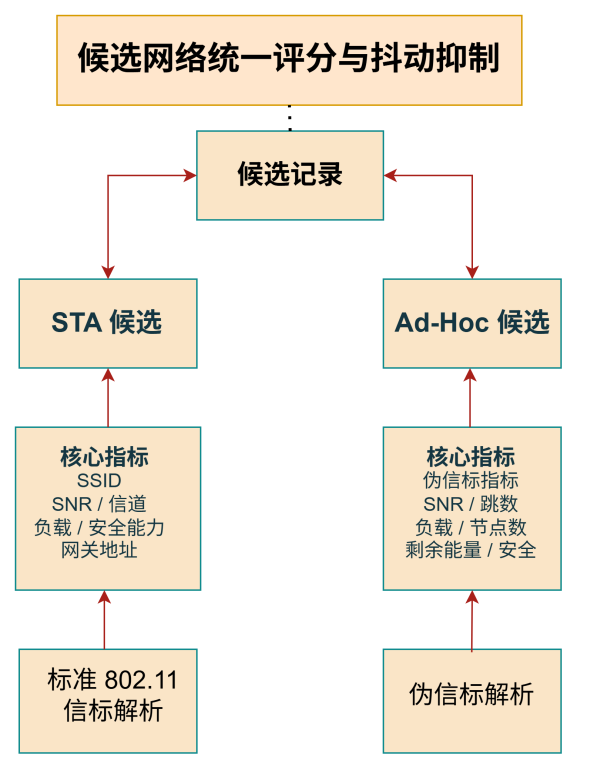 候选网络统一评分与抖动抑制
候选记录
STA 候选
Ad-Hoc 候选
核心指标
SSID
SNR / 信道
负载 / 安全能力
网关地址
核心指标
伪信标指标
SNR / 跳数
负载 / 节点数
剩余能量 / 安全
标准 802.11
信标解析
伪信标解析